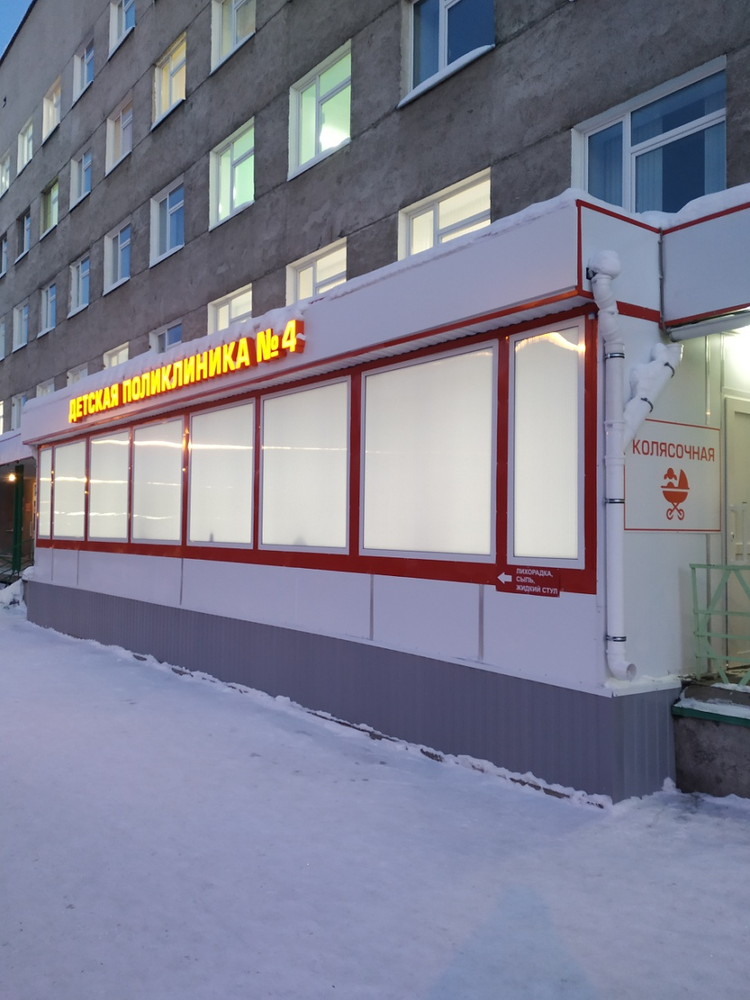 ДЕТСКАЯ ПОЛИКЛИНИКА №4
КОЛЯСОЧНАЯ
ЛИХОРАДКА,
СЫПЬ,
ЖИДКИЙ СТУЛ